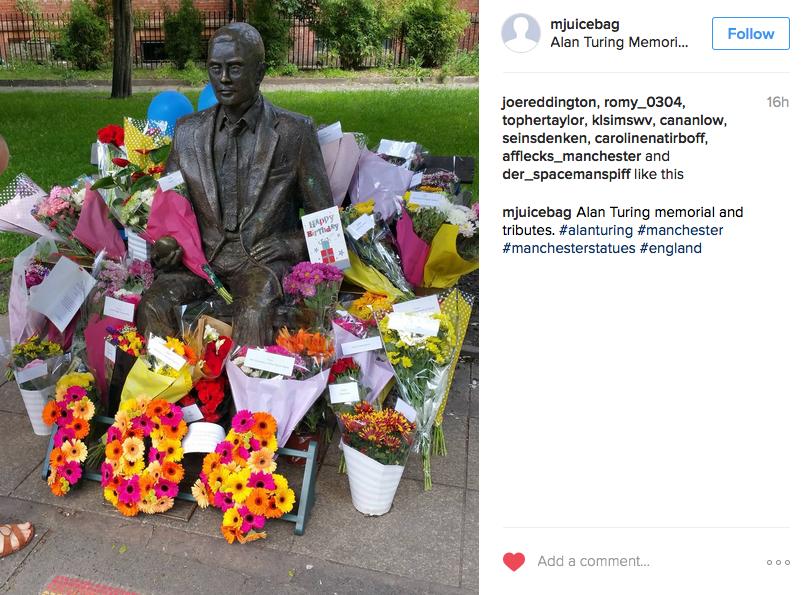 mjuicebag
Alan Turing Memori...
Follow
joereddington, romy_0304,
tophertaylor, klsimswv, cananlow,
seinsdenken, carolinenatirboff,
afflecks_manchester and
der_spacemanspiff like this
16h
mjuicebag Alan Turing memorial and
tributes. #alanturing #manchester
#manchesterstatues #england
Add a comment...
Happy
Birthday